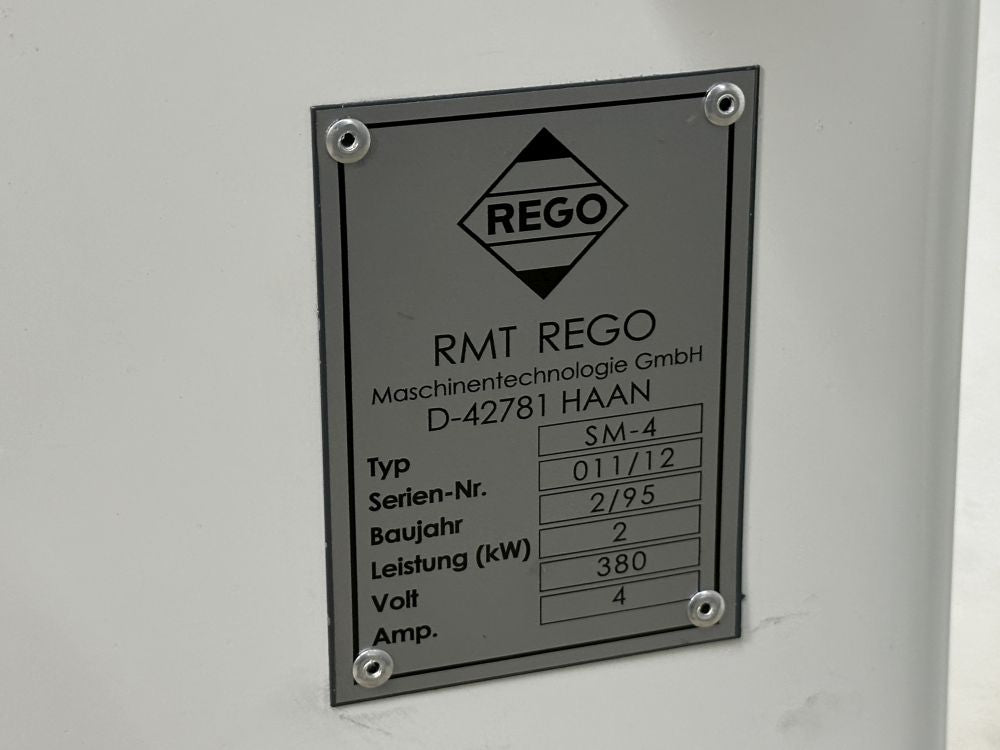 REGO
RMT REGO
Maschinentechnologie GmbH
D-42781 HAAN
Typ SM-4
Serien-Nr. 011/12
Baujahr 2/95
Leistung (kW) 2
Volt 380
Amp. 4